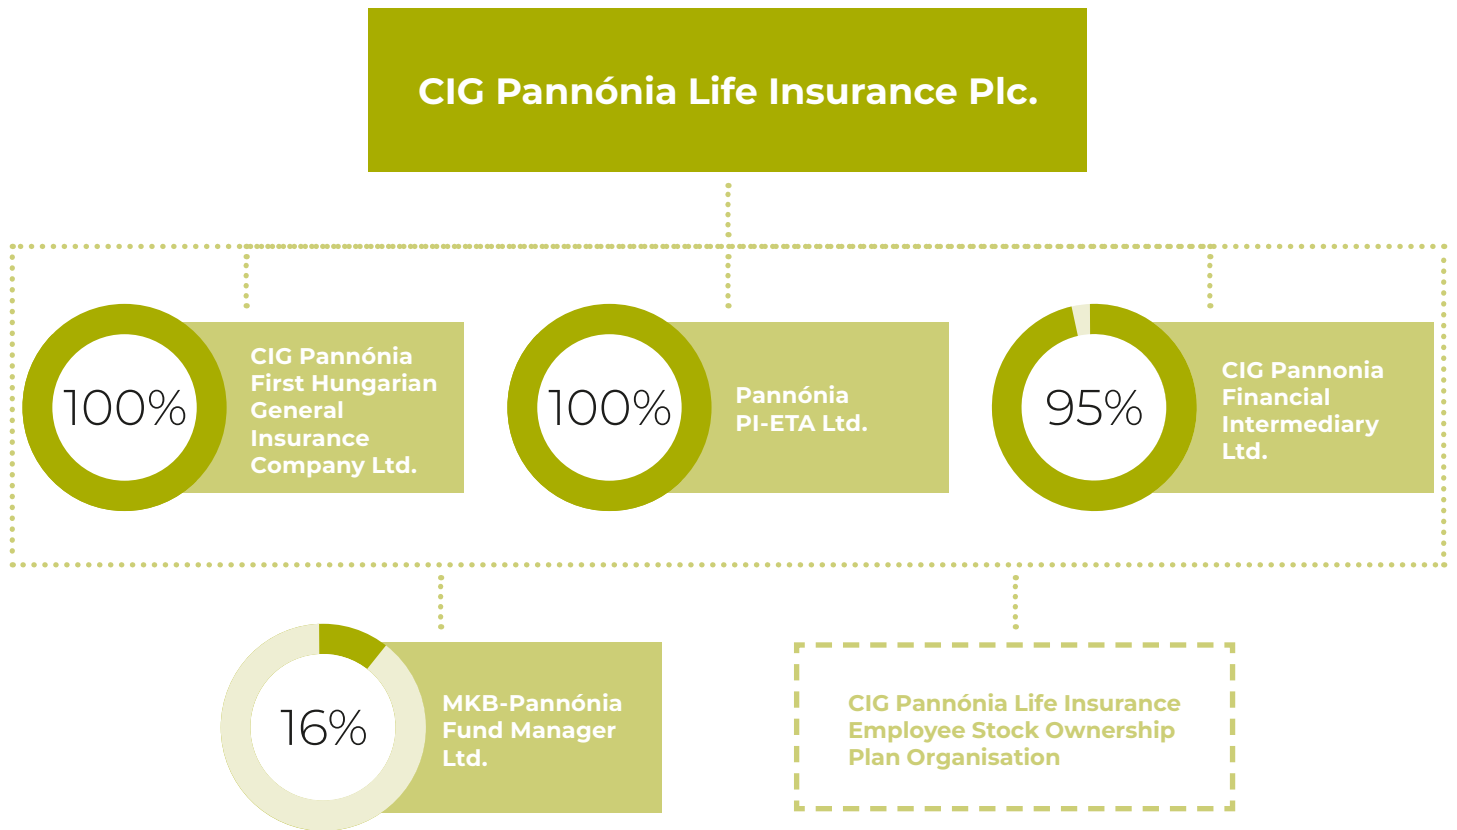 CIG Pannónia Life Insurance Plc.
100%
CIG Pannónia
First Hungarian
General
Insurance
Company Ltd.
100%
Pannónia
PI-ETA Ltd.
95%
CIG Pannonia
Financial
Intermediary
Ltd.
16%
MKB-Pannónia
Fund Manager
Ltd.
CIG Pannónia Life Insurance
Employee Stock Ownership
Plan Organisation